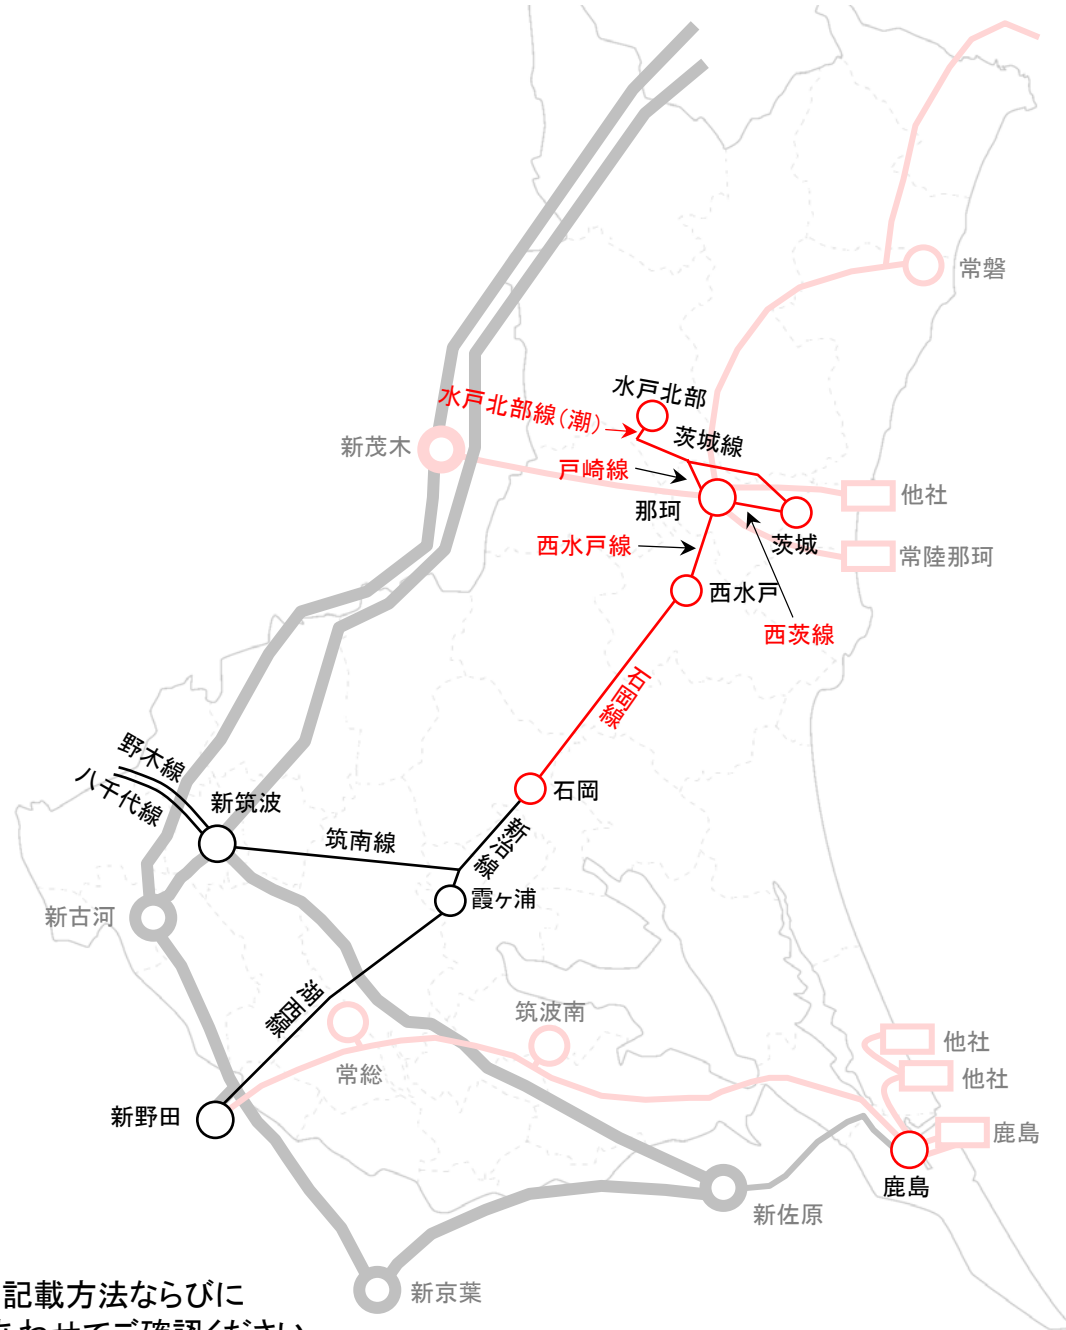 常磐
水戸北部
水戸北部線(潮)
茨城線
新茂木
戸崎線
他社
那珂
茨城
西水戸線
常陸那珂
西水戸
西茨線
石岡線
野木線
八千代線
新筑波
石岡
筑南線
新治線
霞ヶ浦
新古河
湖西線
筑波南
常総
他社
他社
新野田
鹿島
鹿島
新佐原
新京葉
記載方法ならびに